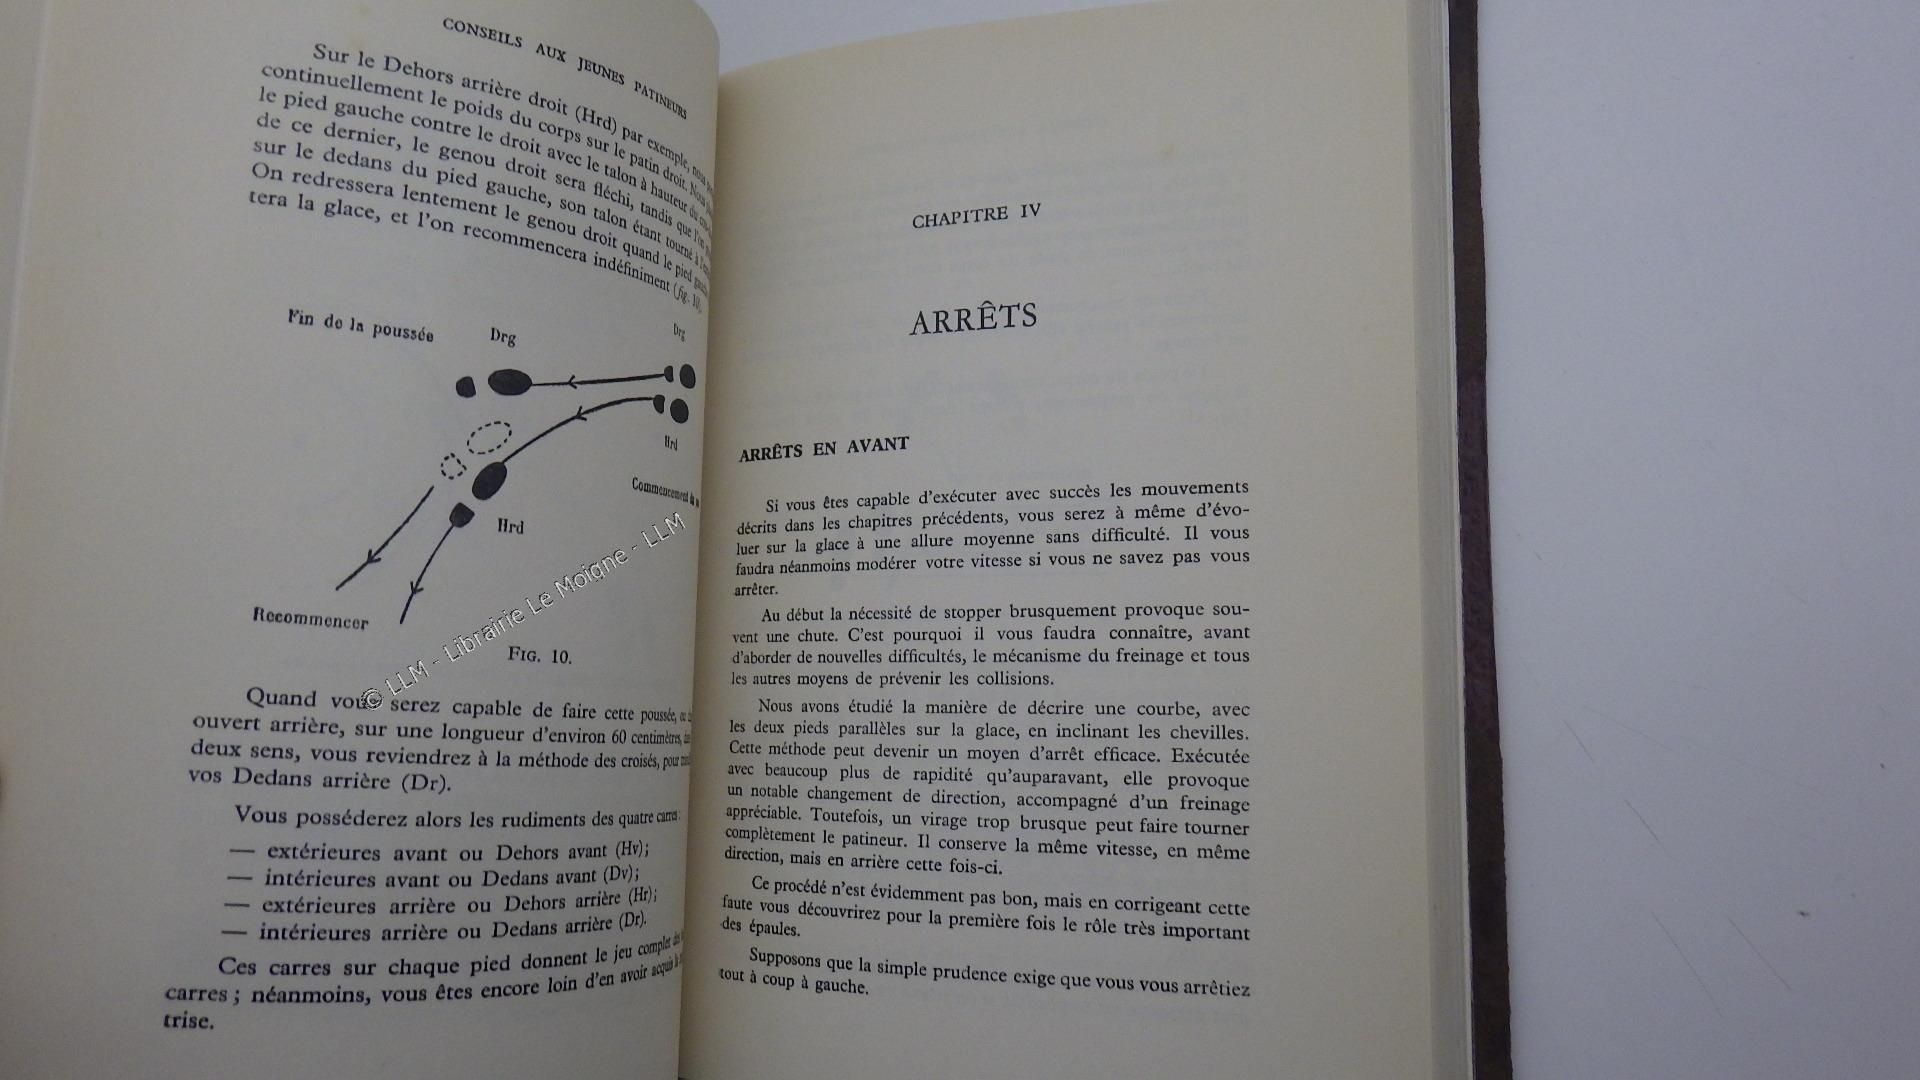 CONSEILS AUX JEUNES PATINEURS
Sur le Dehors arrière droit (Hrd) par exemple, nous
continuellement le poids du corps sur le patin droit. Nous
le pied gauche contre le droit avec le talon à hauteur du
de ce dernier, le genou droit sera fléchi, tandis que l'on
sur le dedans du pied gauche, son talon étant tourné à
On redressera lentement le genou droit quand le pied gauche
tera la glace, et l'on recommencera indéfiniment (fig. 10).
Fin de la poussée
Drg
Drg
Hrd
Commencement
Hrd
Recommencer
FIG. 10.
Quand vous serez capable de faire cette poussée, ou
ouvert arrière, sur une longueur d'environ 60 centimètres, dans
deux sens, vous reviendrez à la méthode des croisés, pour
vos Dedans arrière (Dr).
Vous posséderez alors les rudiments des quatre carres :
— extérieures avant ou Dehors avant (Hv);
— intérieures avant ou Dedans avant (Dv);
— extérieures arrière ou Dehors arrière (Hr);
— intérieures arrière ou Dedans arrière (Dr).
Ces carres sur chaque pied donnent le jeu complet des
carres ; néanmoins, vous êtes encore loin d'en avoir acquis la
trise.
© LLM - Librairie Le Moigne - LLM
CHAPITRE IV
ARRÊTS
ARRÊTS EN AVANT
Si vous êtes capable d'exécuter avec succès les mouvements
décrits dans les chapitres précédents, vous serez à même d'évo-
luer sur la glace à une allure moyenne sans difficulté. Il vous
faudra néanmoins modérer votre vitesse si vous ne savez pas vous
arrêter.
Au début la nécessité de stopper brusquement provoque sou-
vent une chute. C'est pourquoi il vous faudra connaître, avant
d'aborder de nouvelles difficultés, le mécanisme du freinage et tous
les autres moyens de prévenir les collisions.
Nous avons étudié la manière de décrire une courbe, avec
les deux pieds parallèles sur la glace, en inclinant les chevilles.
Cette méthode peut devenir un moyen d'arrêt efficace. Exécutée
avec beaucoup plus de rapidité qu'auparavant, elle provoque
un notable changement de direction, accompagné d'un freinage
appréciable. Toutefois, un virage trop brusque peut faire tourner
complètement le patineur. Il conserve la même vitesse, en même
direction, mais en arrière cette fois-ci.
Ce procédé n'est évidemment pas bon, mais en corrigeant cette
faute vous découvrirez pour la première fois le rôle très important
des épaules.
Supposons que la simple prudence exige que vous vous arrêtiez
tout à coup à gauche.